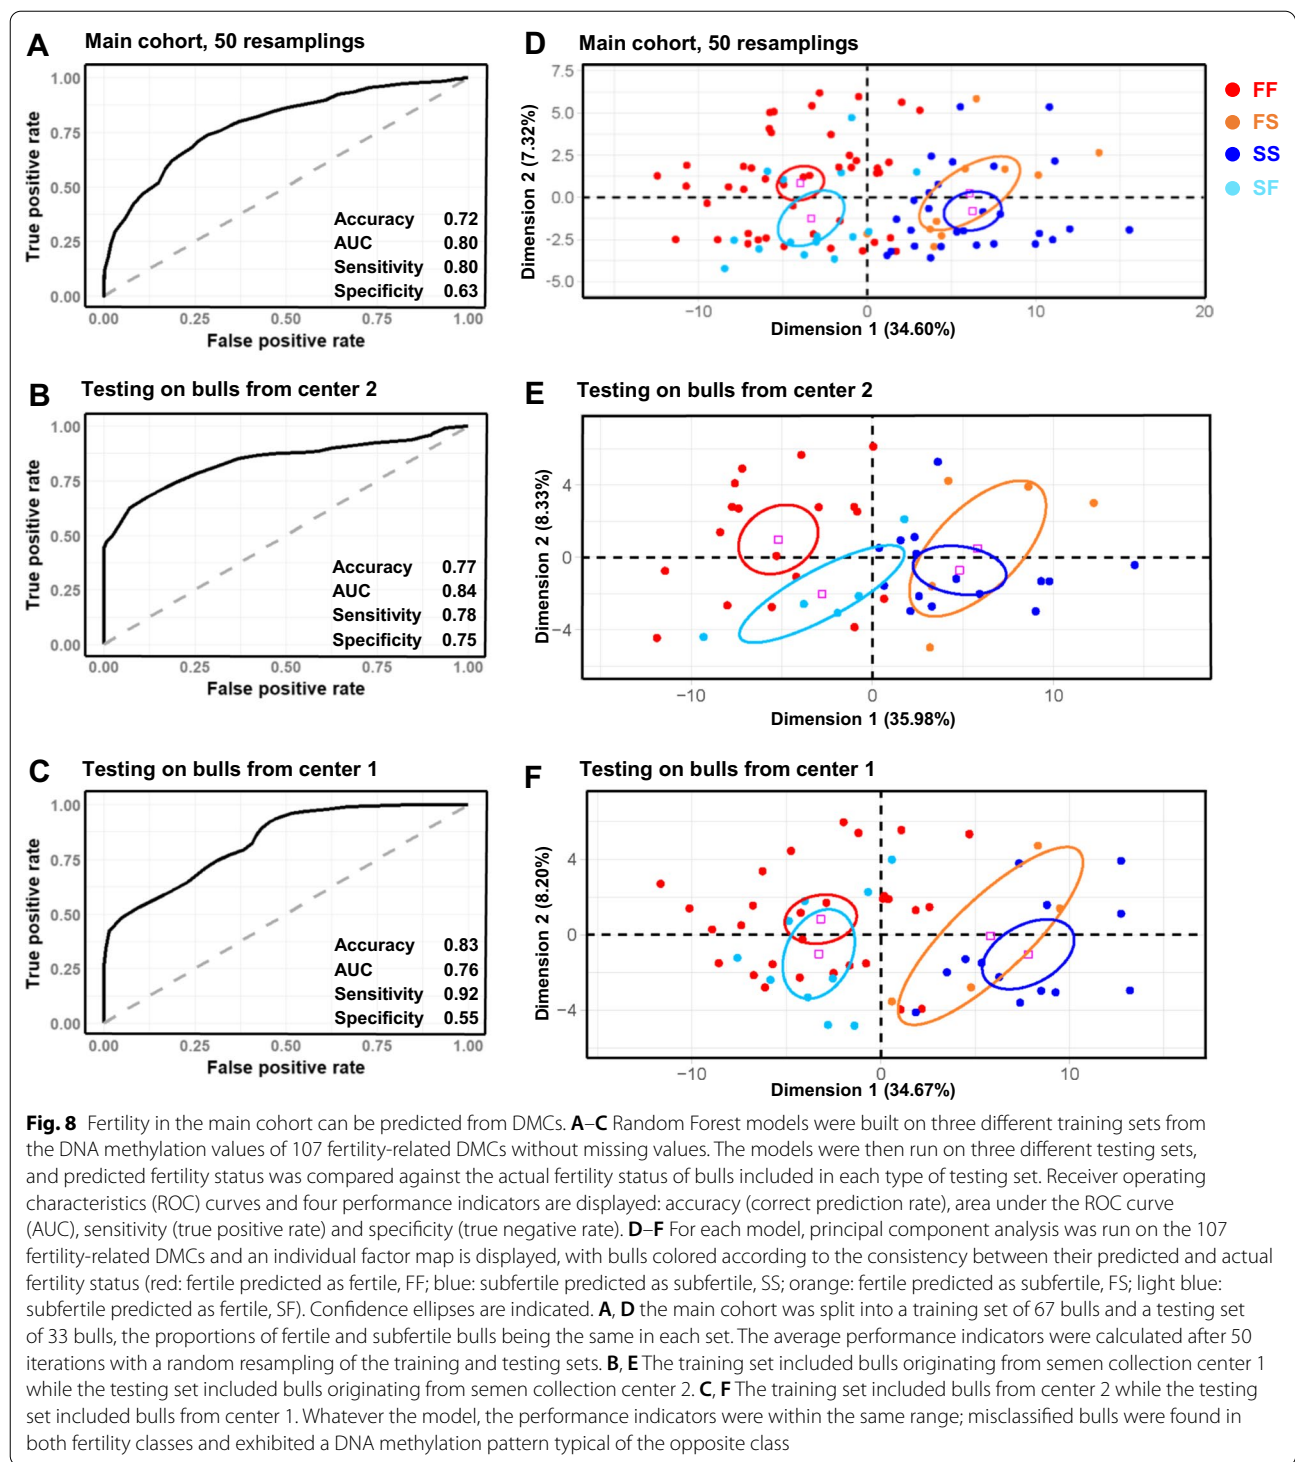 A Main cohort, 50 resamplings
1.00
0.75
0.50
0.25
0.00
True positive rate
Accuracy 0.72
AUC 0.80
Sensitivity 0.80
Specificity 0.63
0.00 0.25 0.50 0.75 1.00
False positive rate
D Main cohort, 50 resamplings
7.5
5.0
2.5
0.0
−2.5
−5.0
Dimension 2 (7.32%)
−10 0 10 20
Dimension 1 (34.60%)
FF
FS
SS
SF
B Testing on bulls from center 2
1.00
0.75
0.50
0.25
0.00
True positive rate
Accuracy 0.77
AUC 0.84
Sensitivity 0.78
Specificity 0.75
0.00 0.25 0.50 0.75 1.00
False positive rate
E Testing on bulls from center 2
4
0
−4
Dimension 2 (8.33%)
−10 0 10
Dimension 1 (35.98%)
C Testing on bulls from center 1
1.00
0.75
0.50
0.25
0.00
True positive rate
Accuracy 0.83
AUC 0.76
Sensitivity 0.92
Specificity 0.55
0.00 0.25 0.50 0.75 1.00
False positive rate
F Testing on bulls from center 1
4
0
−4
Dimension 2 (8.20%)
−10 0 10
Dimension 1 (34.67%)
Fig. 8 Fertility in the main cohort can be predicted from DMCs. A–C Random Forest models were built on three different training sets from
the DNA methylation values of 107 fertility-related DMCs without missing values. The models were then run on three different testing sets,
and predicted fertility status was compared against the actual fertility status of bulls included in each type of testing set. Receiver operating
characteristics (ROC) curves and four performance indicators are displayed: accuracy (correct prediction rate), area under the ROC curve
(AUC), sensitivity (true positive rate) and specificity (true negative rate). D–F For each model, principal component analysis was run on the 107
fertility-related DMCs and an individual factor map is displayed, with bulls colored according to the consistency between their predicted and actual
fertility status (red: fertile predicted as fertile, FF; blue: subfertile predicted as subfertile, SS; orange: fertile predicted as subfertile, FS; light blue:
subfertile predicted as fertile, SF). Confidence ellipses are indicated. A, D the main cohort was split into a training set of 67 bulls and a testing set
of 33 bulls, the proportions of fertile and subfertile bulls being the same in each set. The average performance indicators were calculated after 50
iterations with a random resampling of the training and testing sets. B, E The training set included bulls originating from semen collection center 1
while the testing set included bulls originating from semen collection center 2. C, F The training set included bulls from center 2 while the testing
set included bulls from center 1. Whatever the model, the performance indicators were within the same range; misclassified bulls were found in
both fertility classes and exhibited a DNA methylation pattern typical of the opposite class